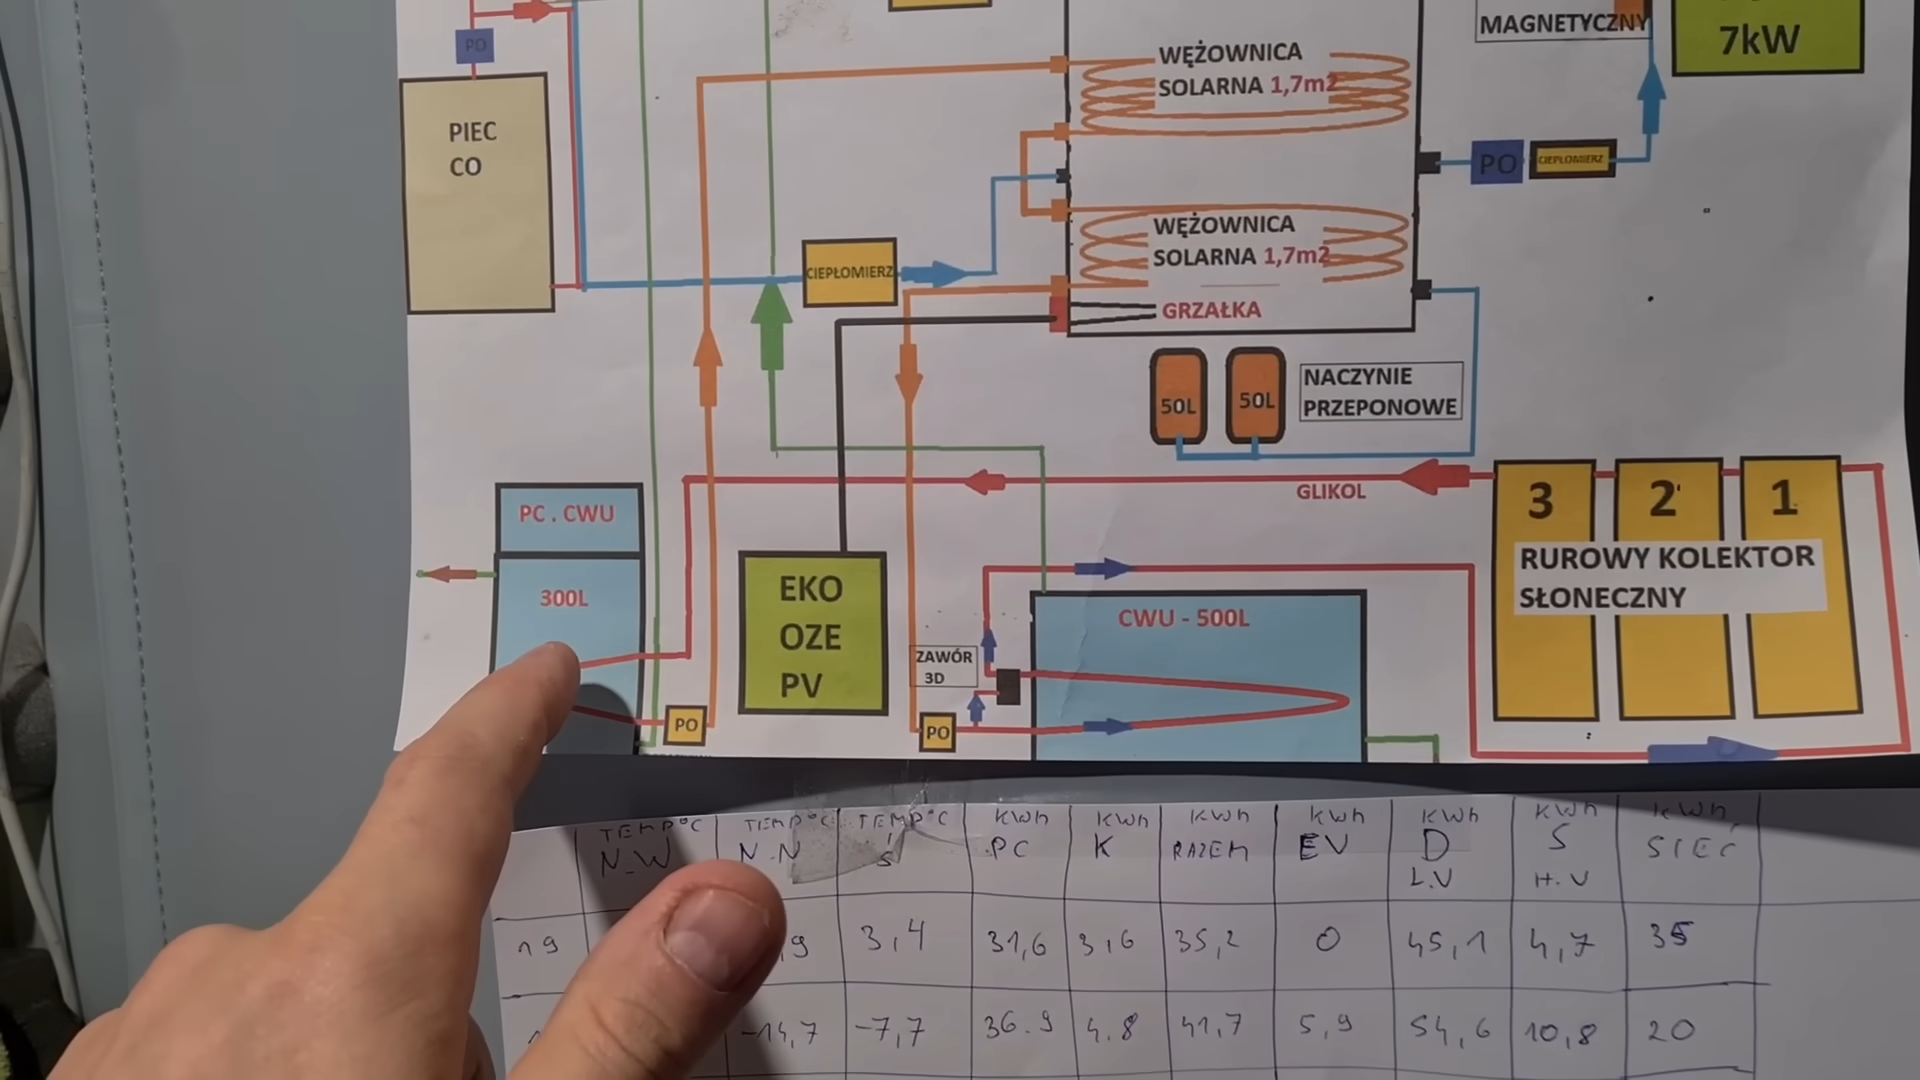 MAGNETYCZNY
7kW
PO
WĘŻOWNICA
SOLARNA 1,7m2
PIEC
CO
PO
CIEPŁOMIERZ
WĘŻOWNICA
SOLARNA 1,7m2
CIEPŁOMIERZ
GRZAŁKA
50L
50L
NACZYNIE
PRZEPONOWE
GLIKOL
3
2
1
RUROWY KOLEKTOR
SŁONECZNY
PC . CWU
300L
EKO
OZE
PV
CWU - 500L
ZAWÓR
3D
PO
PO
TEMP°C TEMP°C TEMP°C KWh KWh KWh KWh KWh KWh KWh
N_W N_N S PC K RAZEM EV D S SIEĆ
L.V H.V
19 ,9 3,4 31,6 3,6 35,2 0 45,1 4,7 35
-14,7 -7,7 36.9 4.8 41,7 5,9 54,6 10,8 20